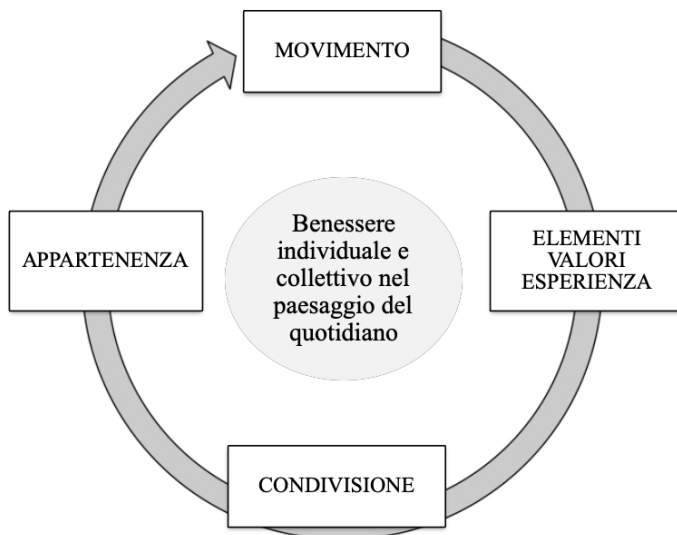 MOVIMENTO
ELEMENTI
VALORI
ESPERIENZA
CONDIVISIONE
APPARTENENZA
Benessere
individuale e
collettivo nel
paesaggio del
quotidiano